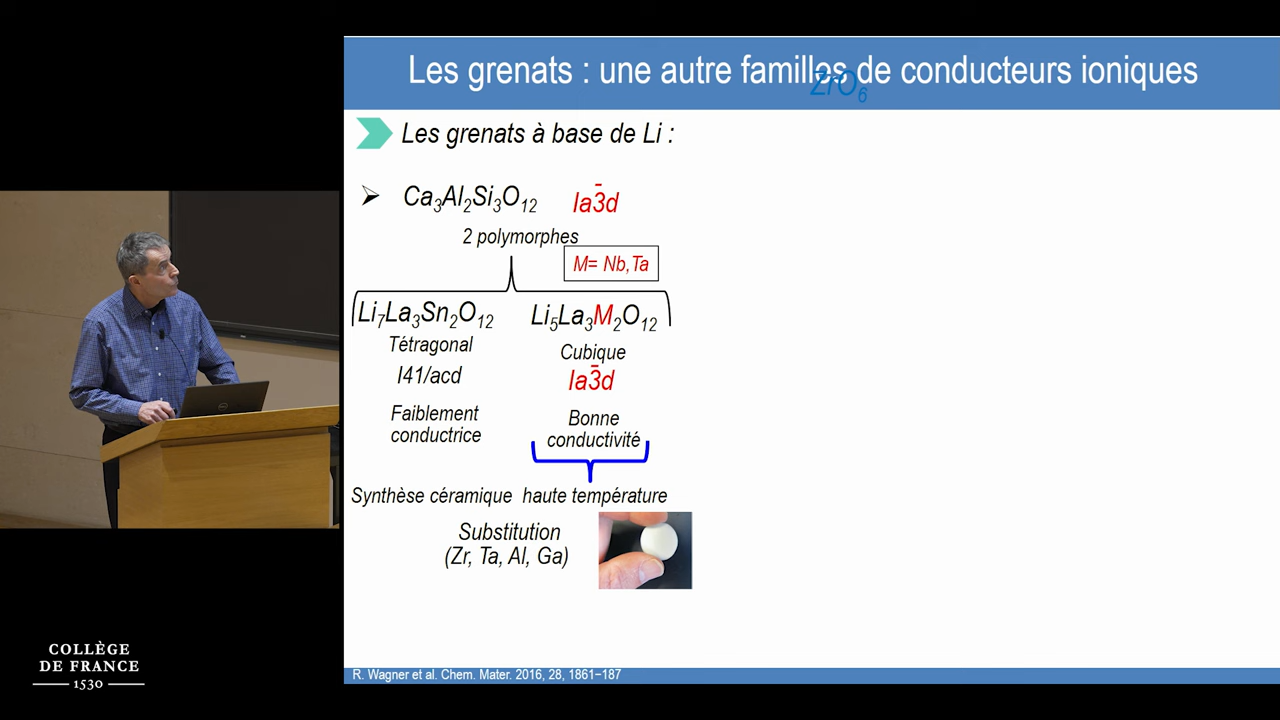 Les grenats : une autre familles de conducteurs ioniques
ZrO6
Les grenats à base de Li :
Ca3Al2Si3O12 Ia3̄d
2 polymorphes
M= Nb,Ta
Li7La3Sn2O12 Li5La3M2O12
Tétragonal Cubique
I41/acd Ia3̄d
Faiblement conductrice
Bonne conductivité
Synthèse céramique haute température
Substitution
(Zr, Ta, Al, Ga)
R. Wagner et al. Chem. Mater. 2016, 28, 1861−187
COLLÈGE
DE FRANCE
1530